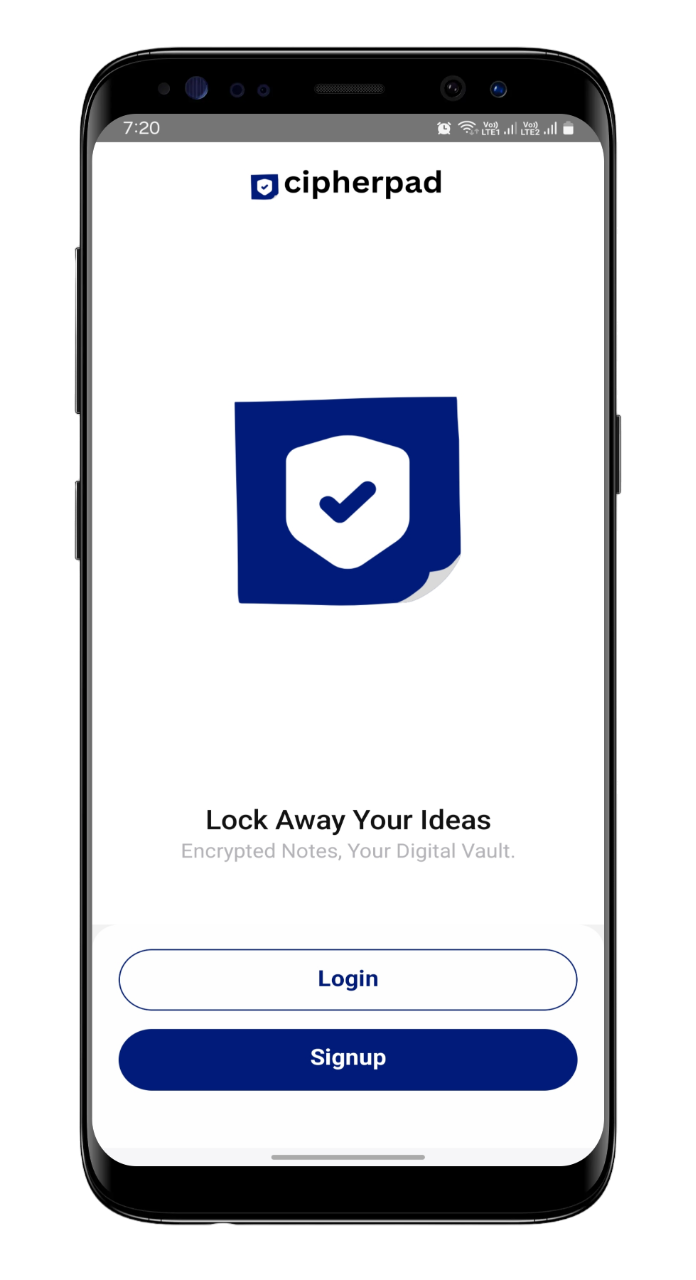 7:20
Vo) LTE1 Vo) LTE2
cipherpad
Lock Away Your Ideas
Encrypted Notes, Your Digital Vault.
Login
Signup